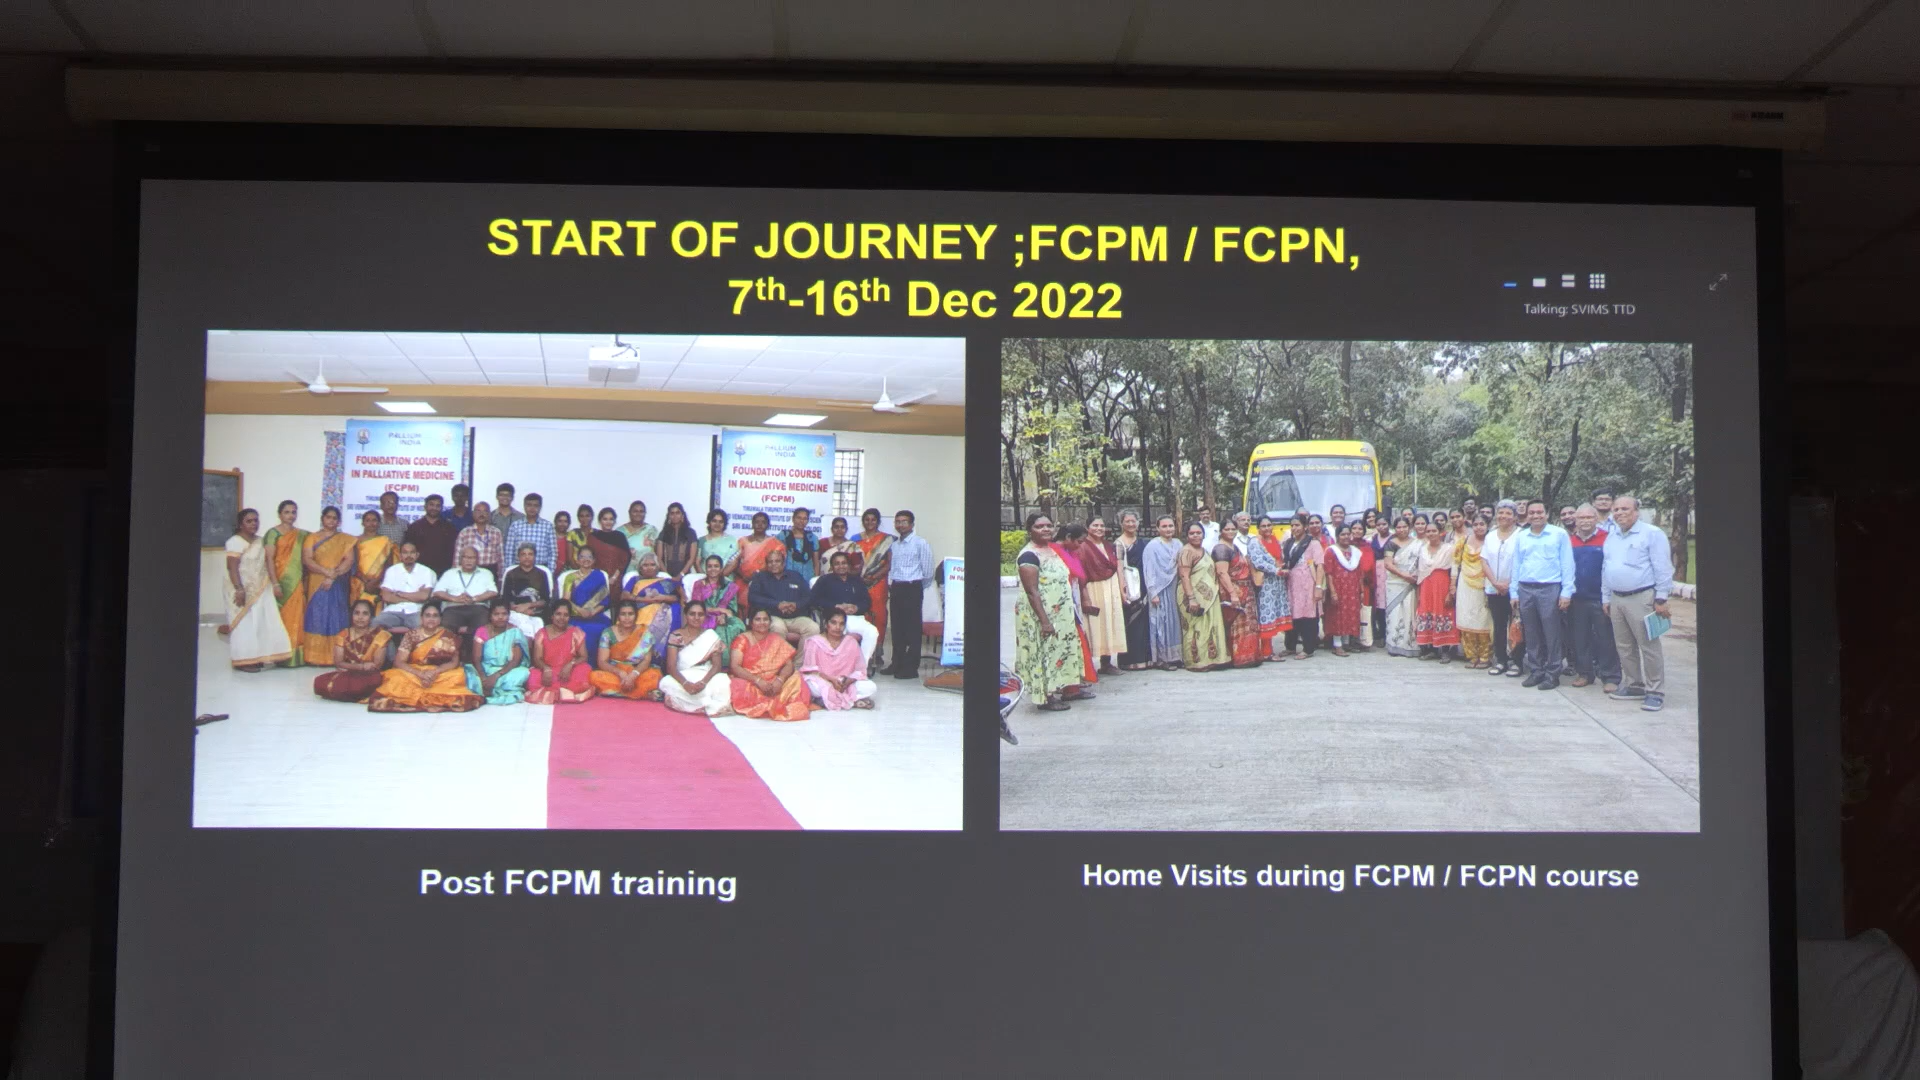 START OF JOURNEY ;FCPM / FCPN,
7th-16th Dec 2022
Talking: SVIMS TTD
PALLIUM
INDIA
FOUNDATION COURSE
IN PALLIATIVE MEDICINE
(FCPM)
PALLIUM
INDIA
FOUNDATION COURSE
IN PALLIATIVE MEDICINE
(FCPM)
Post FCPM training
Home Visits during FCPM / FCPN course